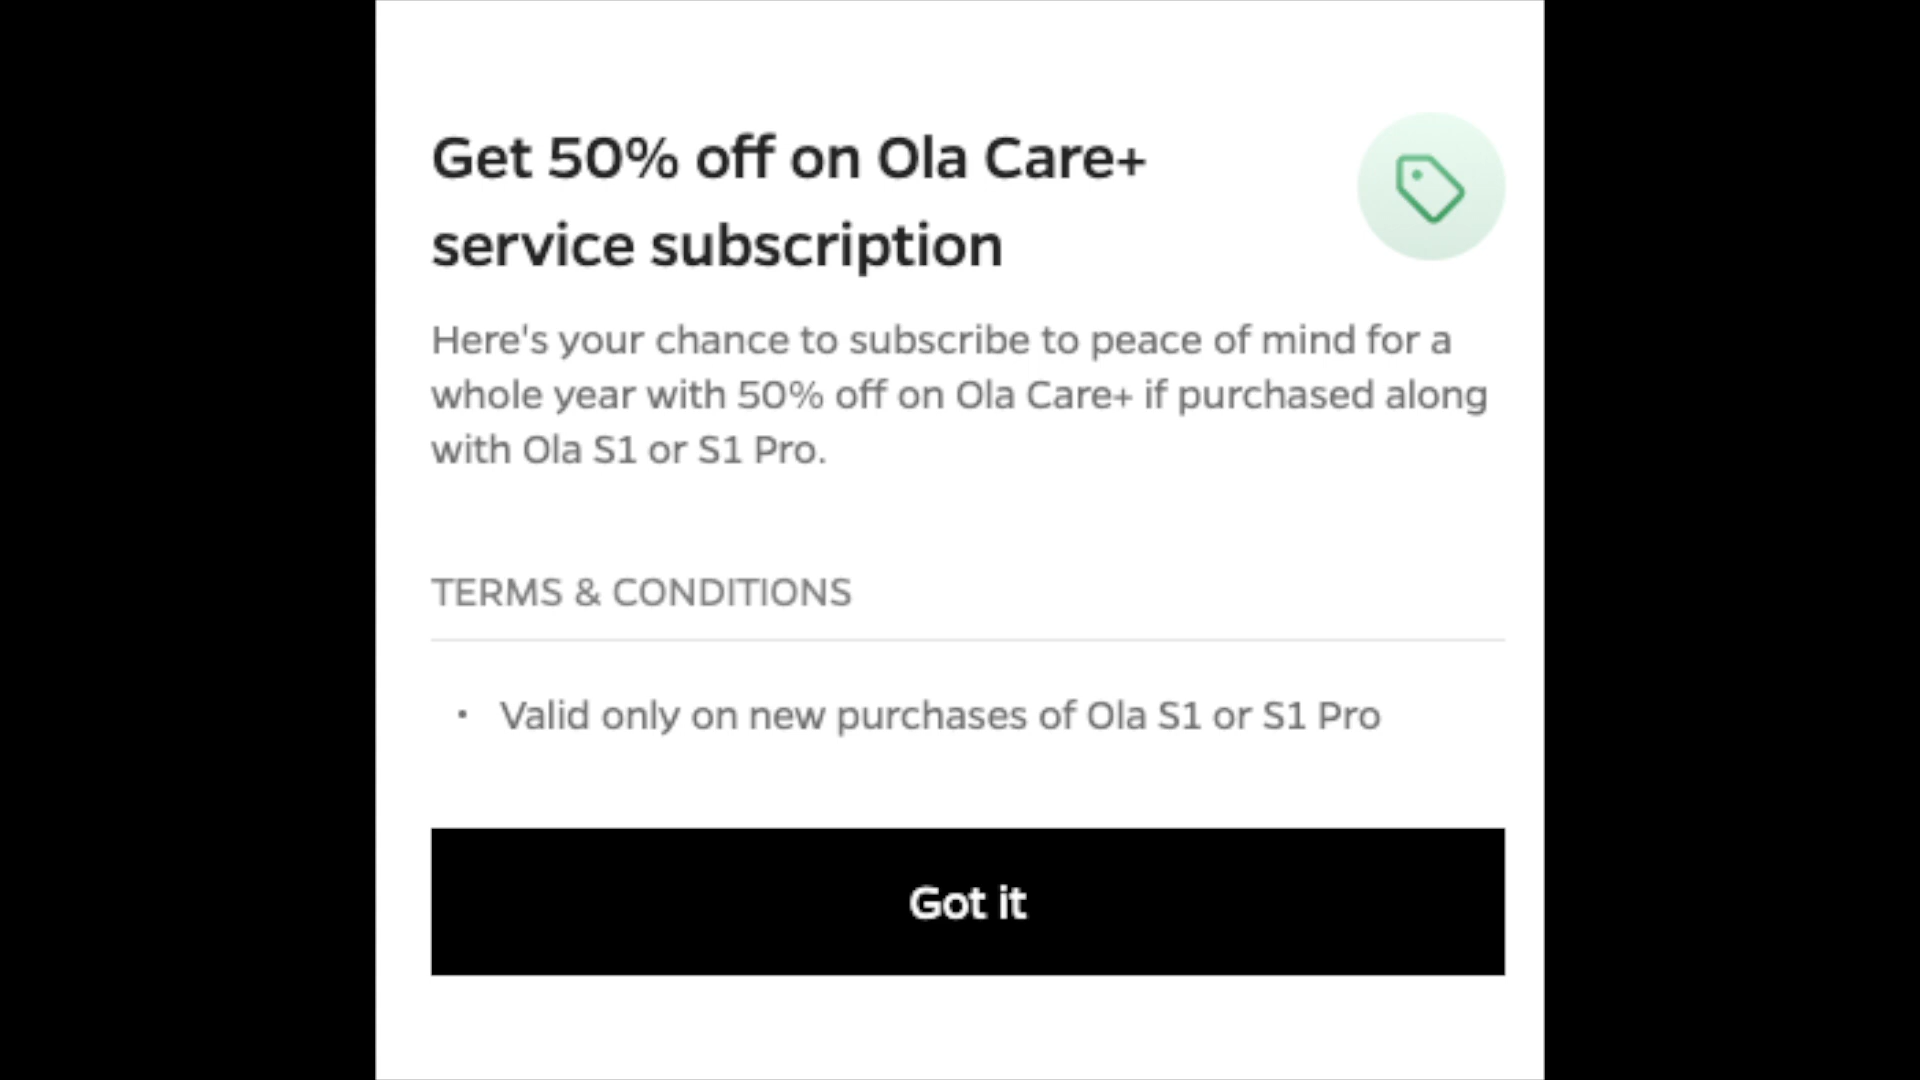 Get 50% off on Ola Care+
service subscription
Here's your chance to subscribe to peace of mind for a
whole year with 50% off on Ola Care+ if purchased along
with Ola S1 or S1 Pro.
TERMS & CONDITIONS
· Valid only on new purchases of Ola S1 or S1 Pro
Got it